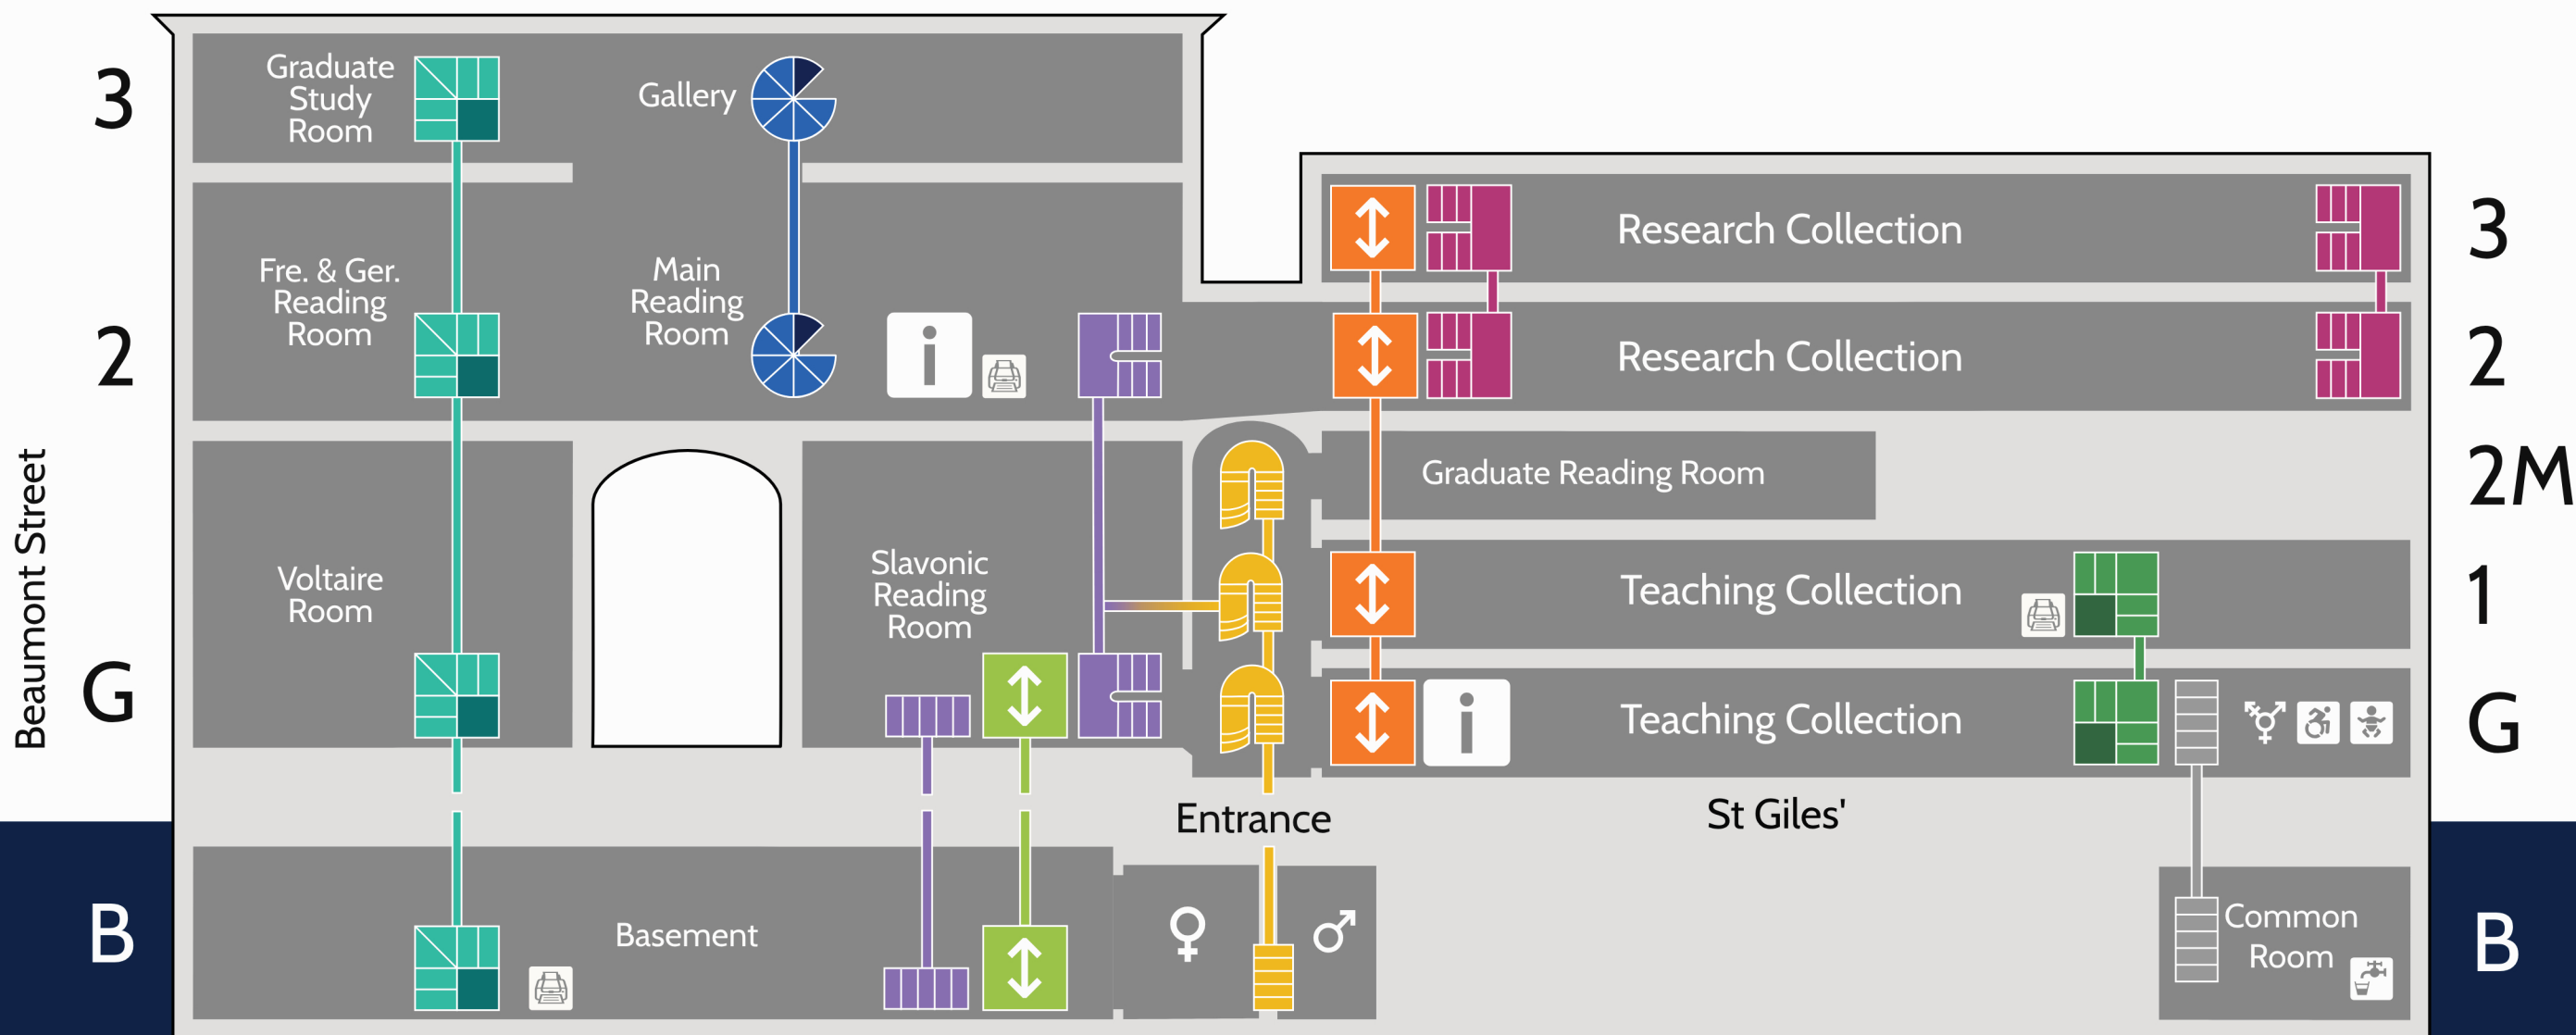 3
Graduate
Study
Room
Gallery
2
Fre. & Ger.
Reading
Room
Main
Reading
Room
i
Research Collection
3
Research Collection
2
Graduate Reading Room
2M
Beaumont Street
Voltaire
Room
Slavonic
Reading
Room
Teaching Collection
1
G
i
Teaching Collection
G
Entrance
St Giles'
B
Basement
Common
Room
B